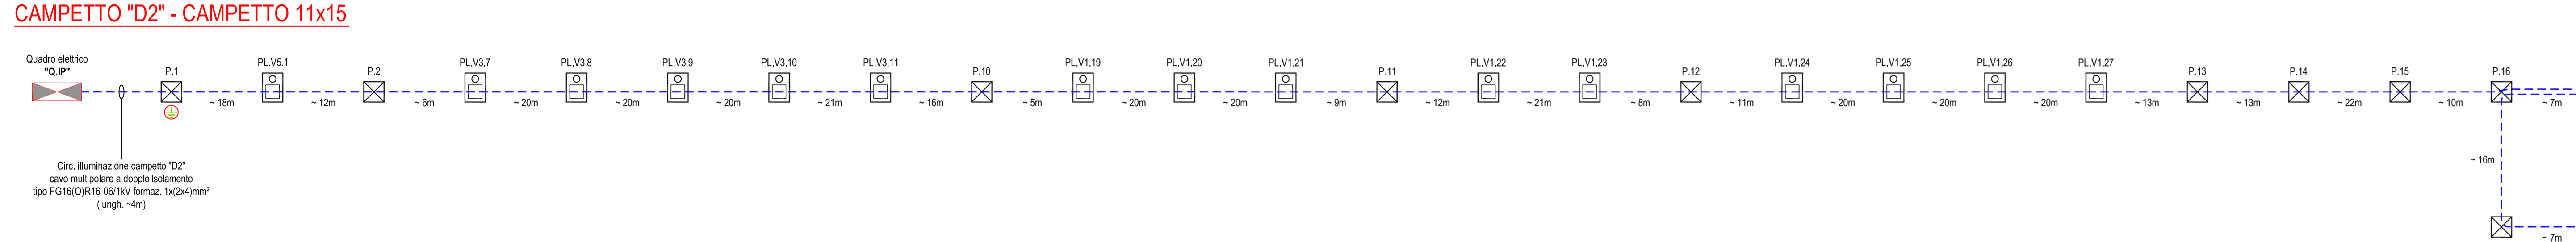 CAMPETTO "D2" - CAMPETTO 11x15
Quadro elettrico
"Q.IP"
P.1
PL.V5.1
P.2
PL.V3.7
PL.V3.8
PL.V3.9
PL.V3.10
PL.V3.11
P.10
PL.V1.19
PL.V1.20
PL.V1.21
P.11
PL.V1.22
PL.V1.23
P.12
PL.V1.24
PL.V1.25
PL.V1.26
PL.V1.27
P.13
P.14
P.15
P.16
~ 18m
~ 12m
~ 6m
~ 20m
~ 20m
~ 20m
~ 21m
~ 16m
~ 5m
~ 20m
~ 20m
~ 9m
~ 12m
~ 21m
~ 8m
~ 11m
~ 20m
~ 20m
~ 20m
~ 13m
~ 13m
~ 22m
~ 10m
~ 7m
Circ. illuminazione campetto "D2"
cavo multipolare a doppio isolamento
tipo FG16(O)R16-06/1kV formaz. 1x(2x4)mm²
(lungh. ~4m)
~ 16m
~ 7m